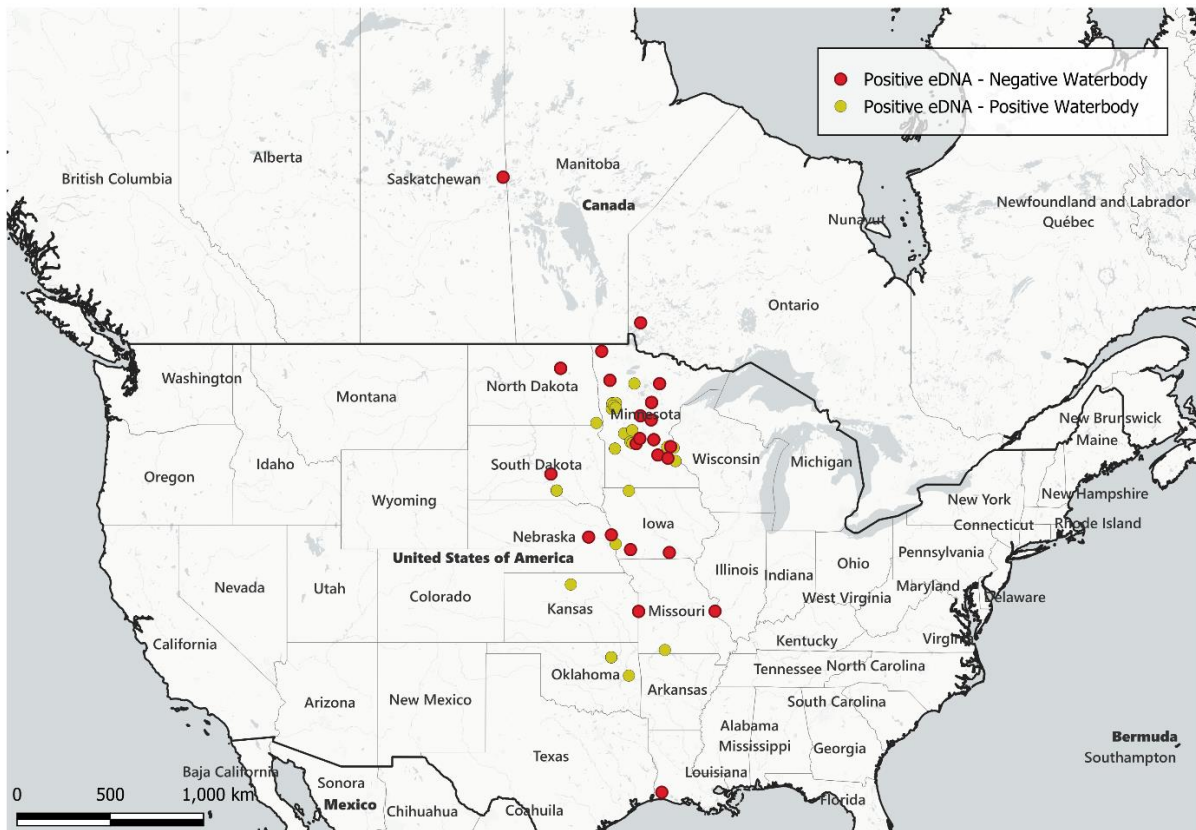 Positive eDNA - Negative Waterbody
Positive eDNA - Positive Waterbody
Alberta
Manitoba
British Columbia
Saskatchewan
Canada
Newfoundland and Labrador
Québec
Nunavut
Ontario
Washington
North Dakota
Montana
Minnesota
New Brunswick
Maine
Oregon
Idaho
South Dakota
Wisconsin
Michigan
Wyoming
New York
New Hampshire
Iowa
Connecticut
Rhode Island
Nebraska
Pennsylvania
United States of America
Nevada
Utah
Colorado
Illinois
Indiana
Ohio
Maryland
West Virginia
Delaware
Kansas
Missouri
California
Kentucky
Virginia
Tennessee
North Carolina
Oklahoma
Arkansas
Arizona
New Mexico
South Carolina
Alabama
Mississippi
Georgia
Bermuda
Southampton
Texas
Louisiana
Baja California
Sonora
Mexico
Chihuahua
Coahuila
Florida
0 500 1,000 km